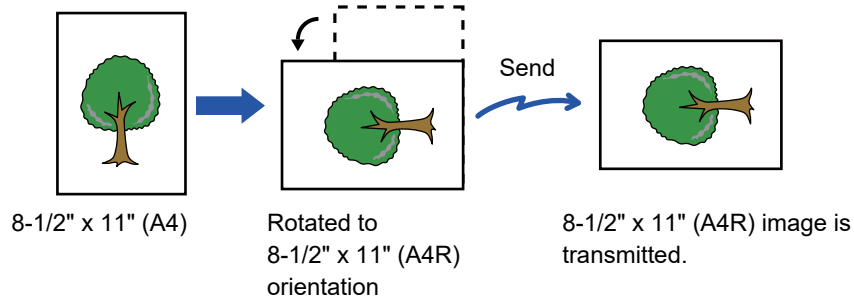 Send
8-1/2" x 11" (A4)
Rotated to
8-1/2" x 11" (A4R)
orientation
8-1/2" x 11" (A4R) image is
transmitted.